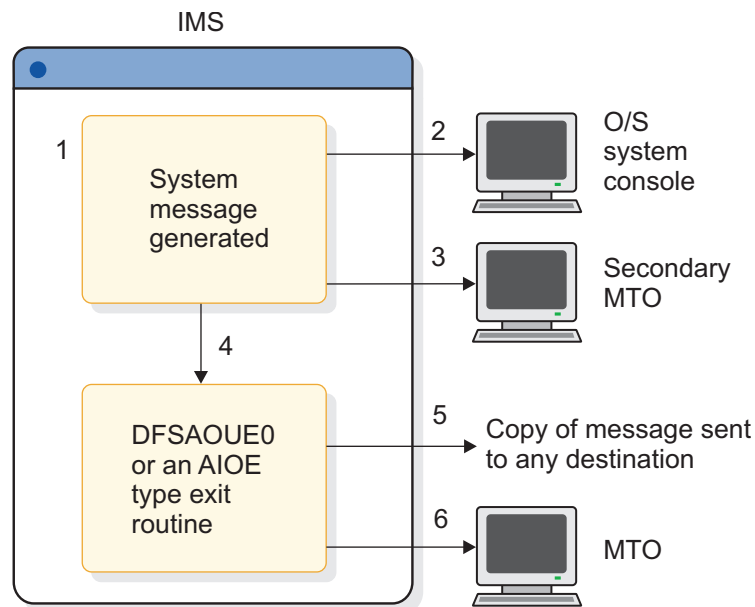 IMS
1
System
message
generated
2
O/S
system
console
3
Secondary
MTO
4
DFSAOUE0
or an AIOE
type exit
routine
5
Copy of message sent
to any destination
6
MTO